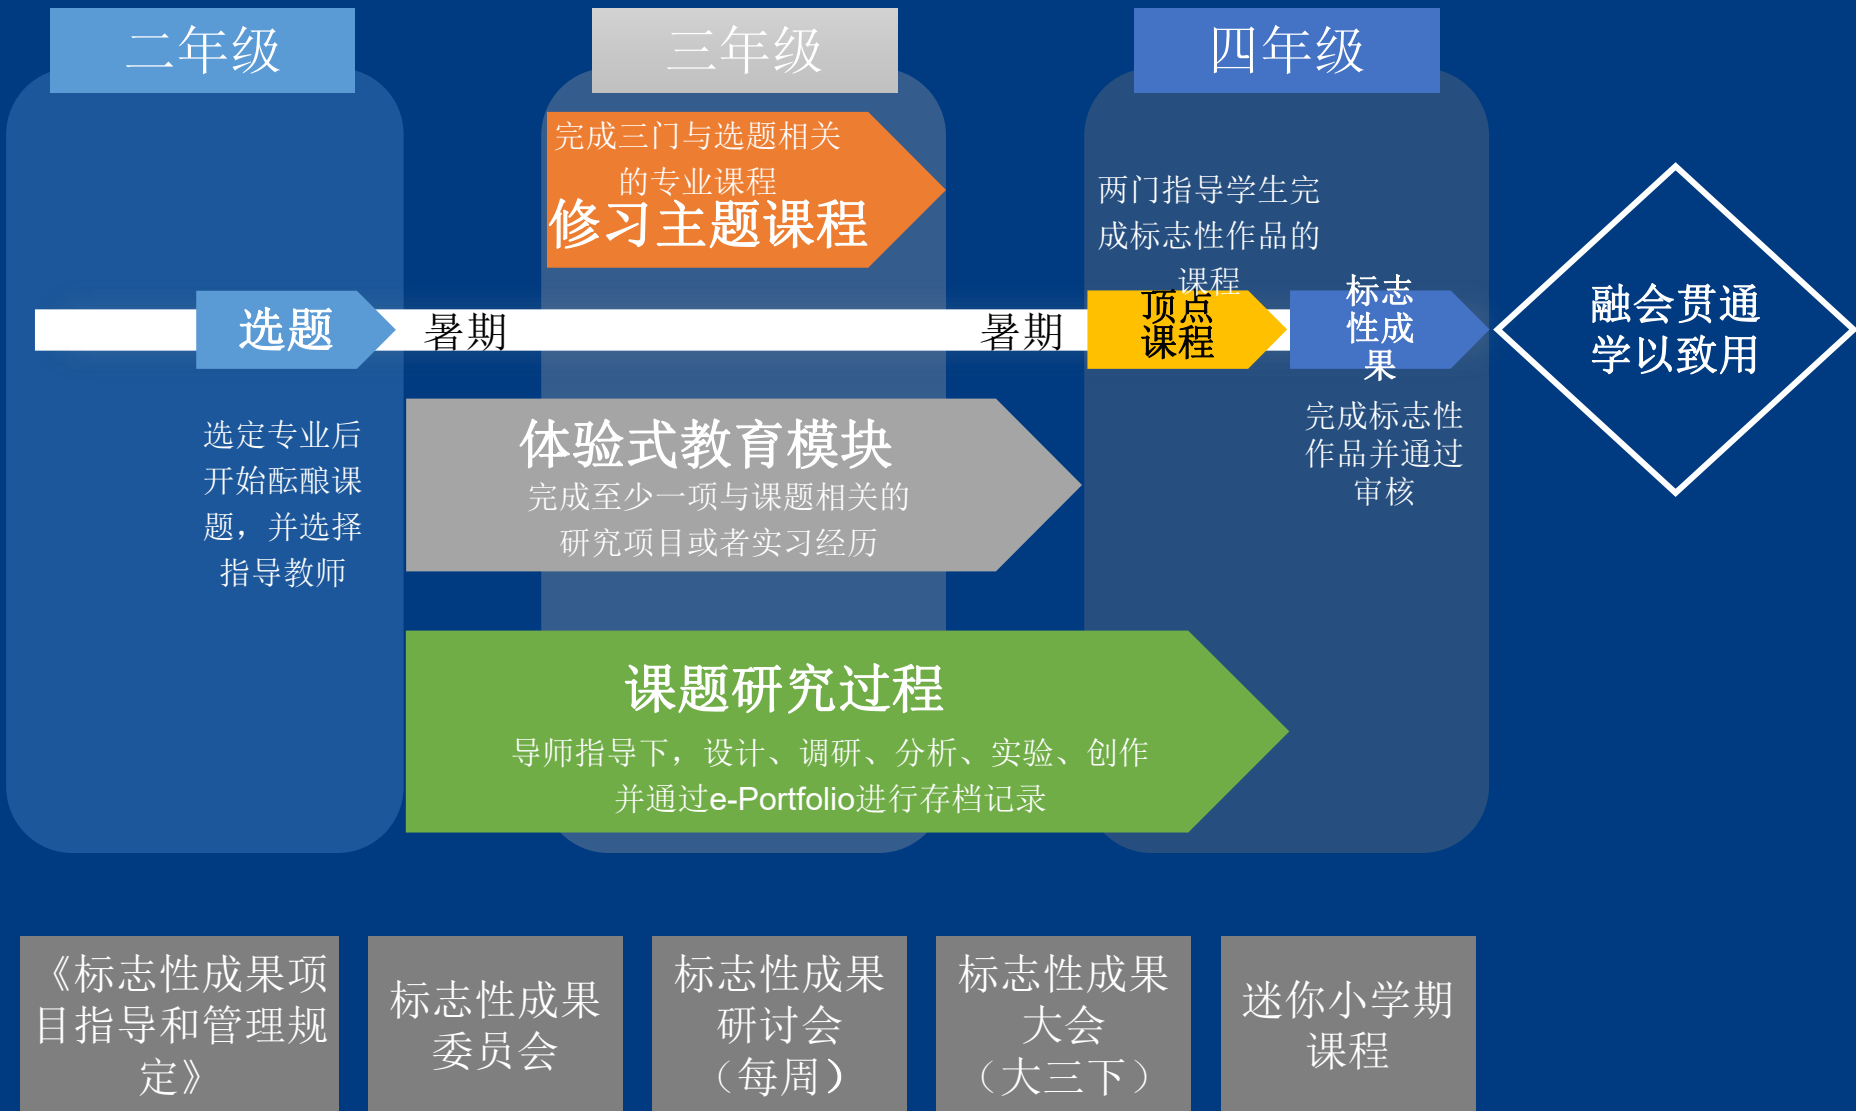 二年级
三年级
四年级
完成三门与选题相关
的专业课程
修习主题课程
两门指导学生完
成标志性作品的
课程
选题
暑期
暑期
顶点
课程
标志
性成
果
融会贯通
学以致用
选定专业后
开始酝酿课
题，并选择
指导教师
体验式教育模块
完成至少一项与课题相关的
研究项目或者实习经历
完成标志性
作品并通过
审核
课题研究过程
导师指导下，设计、调研、分析、实验、创作
并通过e-Portfolio进行存档记录
《标志性成果项
目指导和管理规
定》
标志性成果
委员会
标志性成果
研讨会
（每周）
标志性成果
大会
（大三下）
迷你小学期
课程